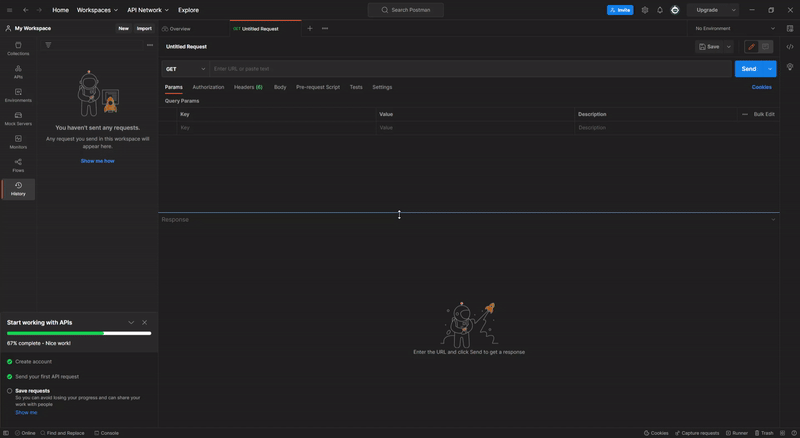 Home Workspaces API Network Explore Search Postman Invite Upgrade
My Workspace New Import Overview GET Untitled Request No Environment
Collections
APIs
Environments
Mock Servers
Monitors
Flows
History
You haven't sent any requests.
Any request you send in this workspace will
appear here.
Show me how
Start working with APIs
67% complete - Nice work!
Create account
Send your first API request
Save requests
So you can avoid losing your progress and can share your
work with people
Show me
Untitled Request Save
GET Enter URL or paste text Send
Params Authorization Headers (6) Body Pre-request Script Tests Settings Cookies
Query Params
Key Value Description Bulk Edit
Key Value Description
Response
Enter the URL and click Send to get a response
Online Find and Replace Console Cookies Capture requests Runner Trash